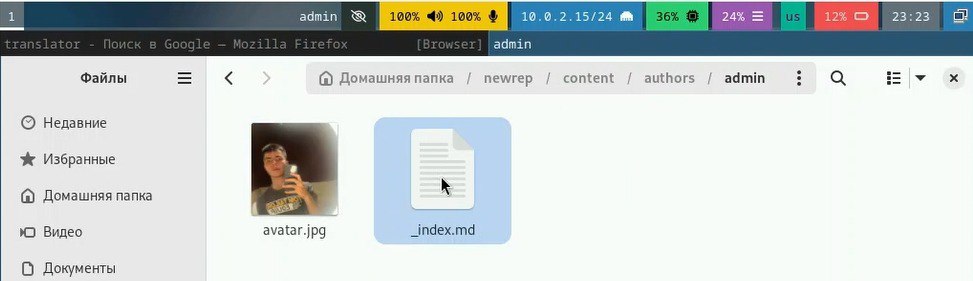 1 admin 100% 100% 10.0.2.15/24 36% 24% us 12% 23:23
translator - Поиск в Google — Mozilla Firefox [Browser] admin
Файлы Домашняя папка / newrep / content / authors / admin
Недавние
Избранные
Домашняя папка
Видео
Документы
avatar.jpg _index.md